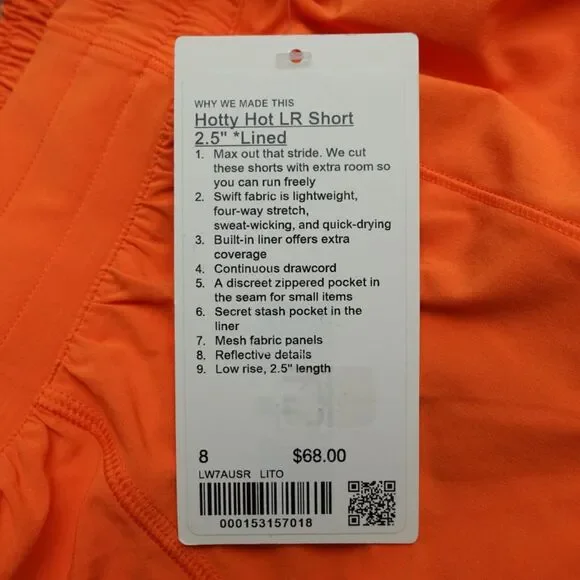 WHY WE MADE THIS
Hotty Hot LR Short
2.5" *Lined
1. Max out that stride. We cut
these shorts with extra room so
you can run freely
2. Swift fabric is lightweight,
four-way stretch,
sweat-wicking, and quick-drying
3. Built-in liner offers extra
coverage
4. Continuous drawcord
5. A discreet zippered pocket in
the seam for small items
6. Secret stash pocket in the
liner
7. Mesh fabric panels
8. Reflective details
9. Low rise, 2.5" length
8 $68.00
LW7AUSR LITO
000153157018